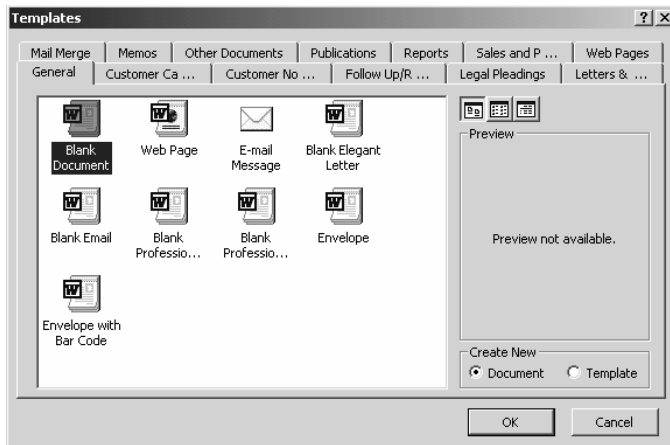 Templates
Mail Merge Memos Other Documents Publications Reports Sales and P ... Web Pages
General Customer Ca ... Customer No ... Follow Up/R ... Legal Pleadings Letters & ...
Blank Document
Web Page
E-mail Message
Blank Elegant Letter
Blank Email
Blank Professio...
Blank Professio...
Envelope
Envelope with Bar Code
Preview
Preview not available.
Create New
Document Template
OK Cancel